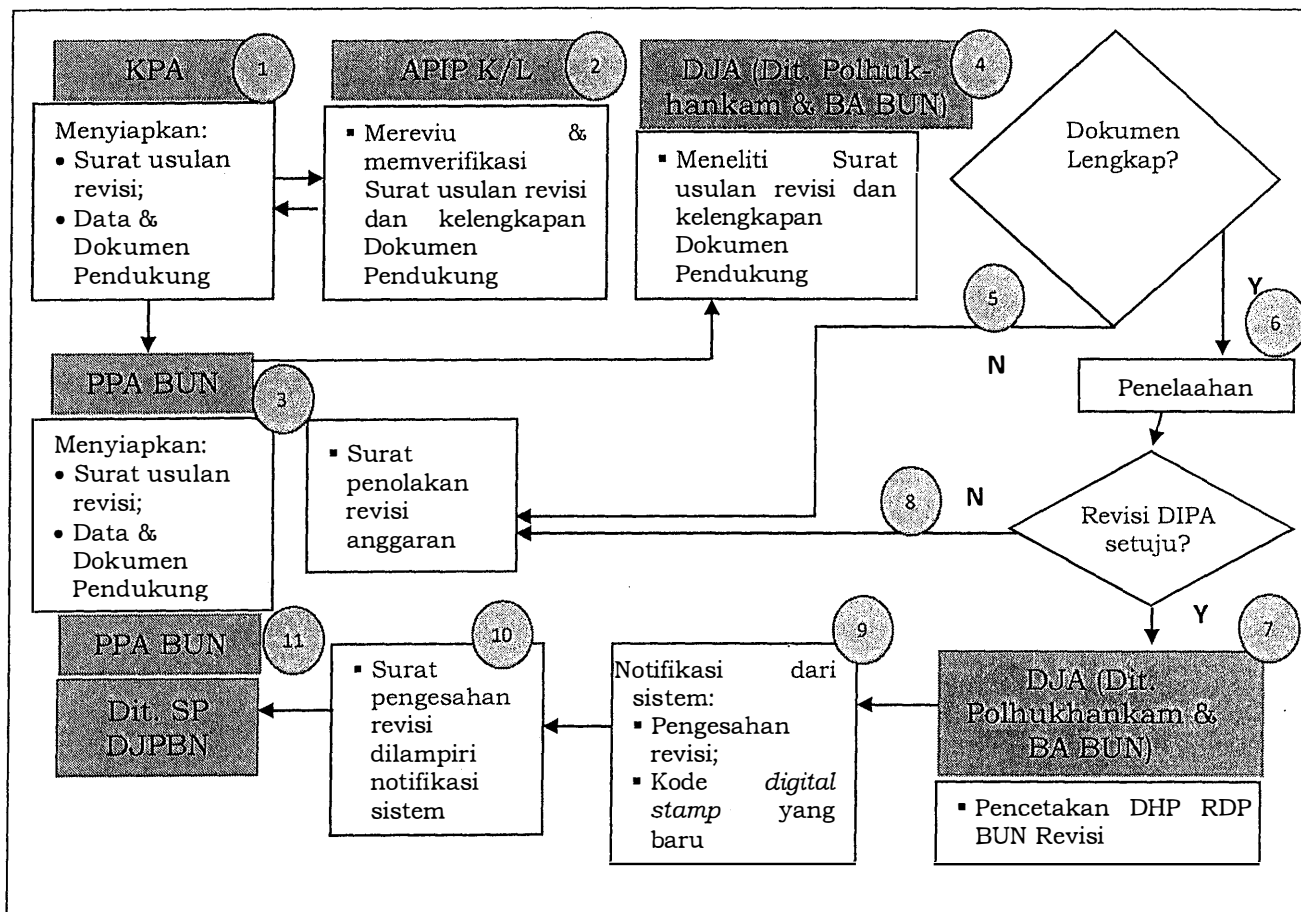 KPA
1
Menyiapkan:
• Surat usulan
revisi;
• Data &
Dokumen
Pendukung
APIP K/L
2
▪ Mereviu &
memverifikasi
Surat usulan revisi
dan kelengkapan
Dokumen
Pendukung
DJA (Dit. Polhuk-
hankam & BA BUN)
4
▪ Meneliti Surat
usulan revisi dan
kelengkapan
Dokumen
Pendukung
Dokumen
Lengkap?
5
N
Y
6
Penelaahan
PPA BUN
3
Menyiapkan:
• Surat usulan
revisi;
• Data &
Dokumen
Pendukung
▪ Surat
penolakan
revisi
anggaran
8
N
Revisi DIPA
setuju?
Y
7
DJA (Dit.
Polhukhankam &
BA BUN)
▪ Pencetakan DHP RDP
BUN Revisi
9
Notifikasi dari
sistem:
▪ Pengesahan
revisi;
▪ Kode digital
stamp yang
baru
10
▪ Surat
pengesahan
revisi
dilampiri
notifikasi
sistem
PPA BUN
11
Dit. SP
DJPBN